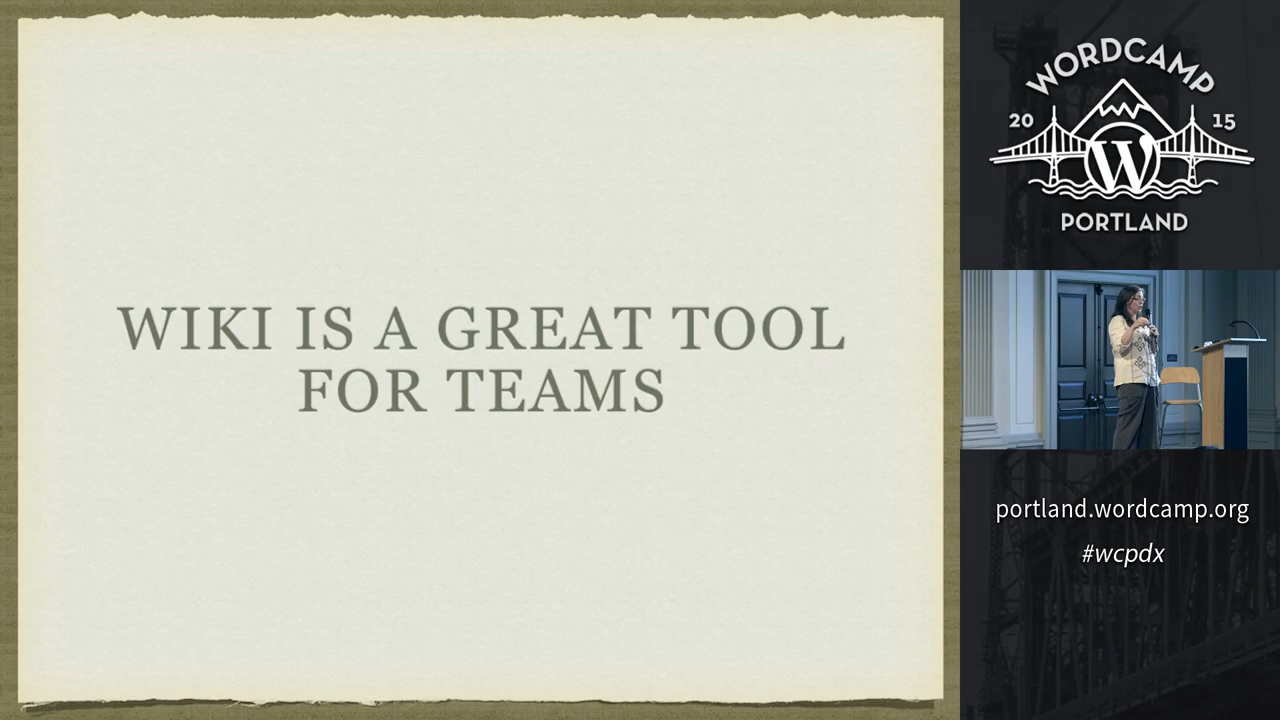 WIKI IS A GREAT TOOL
FOR TEAMS
WORDCAMP
20 15
W
PORTLAND
portland.wordcamp.org
#wcpdx